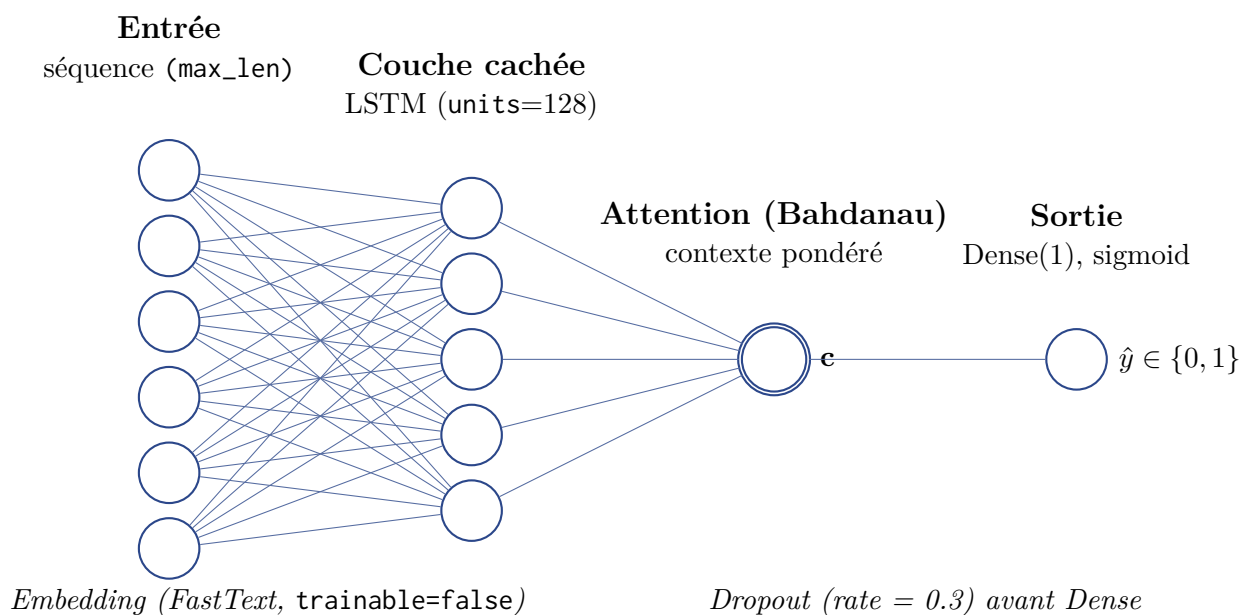 Entrée
séquence (max_len)
Couche cachée
LSTM (units=128)
Attention (Bahdanau)
contexte pondéré
Sortie
Dense(1), sigmoid
c
ŷ ∈ {0, 1}
Embedding (FastText, trainable=false)
Dropout (rate = 0.3) avant Dense